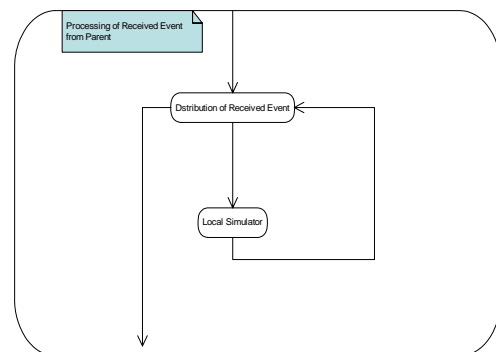 Processing of Received Event
from Parent
Dstribution of Received Event
Local Simulator